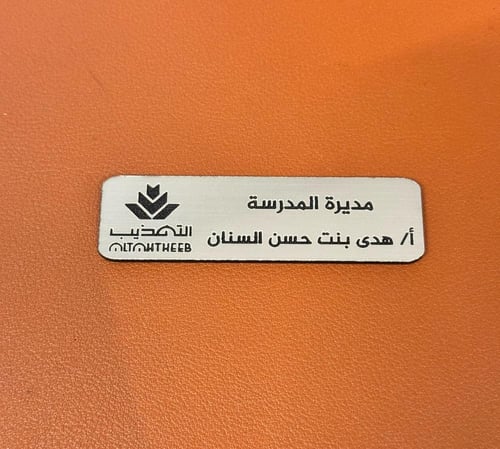 مديرة المدرسة
أ/ هدى بنت حسن السنان
التهذيب
ALTAHTHEEB